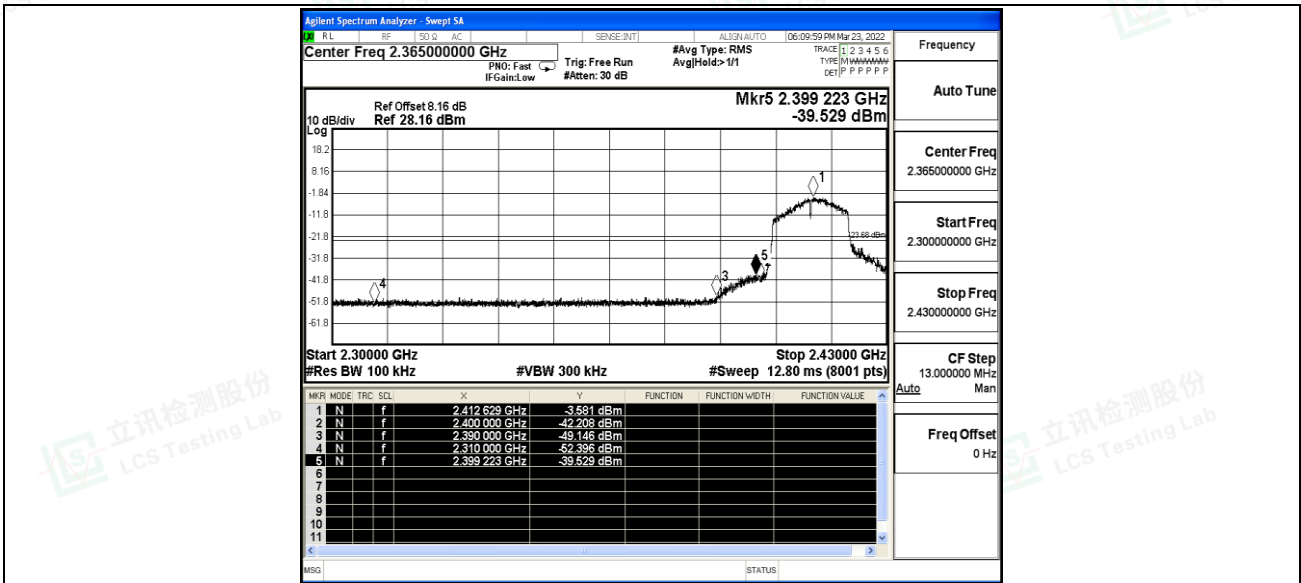 Agilent Spectrum Analyzer - Swept SA
RL RF 50 Ω AC SENSE:INT ALIGN AUTO 06:09:59 PM Mar 23, 2022
Center Freq 2.365000000 GHz
PNO: Fast
IFGain:Low
Trig: Free Run
#Atten: 30 dB
#Avg Type: RMS
Avg|Hold:>1/1
TRACE 1 2 3 4 5 6
TYPE M
DET P P P P P P
Ref Offset 8.16 dB
10 dB/div Ref 28.16 dBm
Log
Mkr5 2.399 223 GHz
-39.529 dBm
18.2
8.16
-1.84
-11.8
-21.8
-31.8
-41.8
-51.8
-61.8
1
-23.68 dBm
5
3
4
Start 2.30000 GHz Stop 2.43000 GHz
#Res BW 100 kHz #VBW 300 kHz #Sweep 12.80 ms (8001 pts)
MKR MODE TRC SCL X Y FUNCTION FUNCTION WIDTH FUNCTION VALUE
1 N f 2.412 629 GHz -3.581 dBm
2 N f 2.400 000 GHz -42.208 dBm
3 N f 2.390 000 GHz -49.146 dBm
4 N f 2.310 000 GHz -52.396 dBm
5 N f 2.399 223 GHz -39.529 dBm
6
7
8
9
10
11
MSG STATUS
Frequency
Auto Tune
Center Freq
2.365000000 GHz
Start Freq
2.300000000 GHz
Stop Freq
2.430000000 GHz
CF Step
13.000000 MHz
Auto Man
Freq Offset
0 Hz
立讯检测股份
LCS Testing Lab
立讯检测股份
LCS Testing Lab